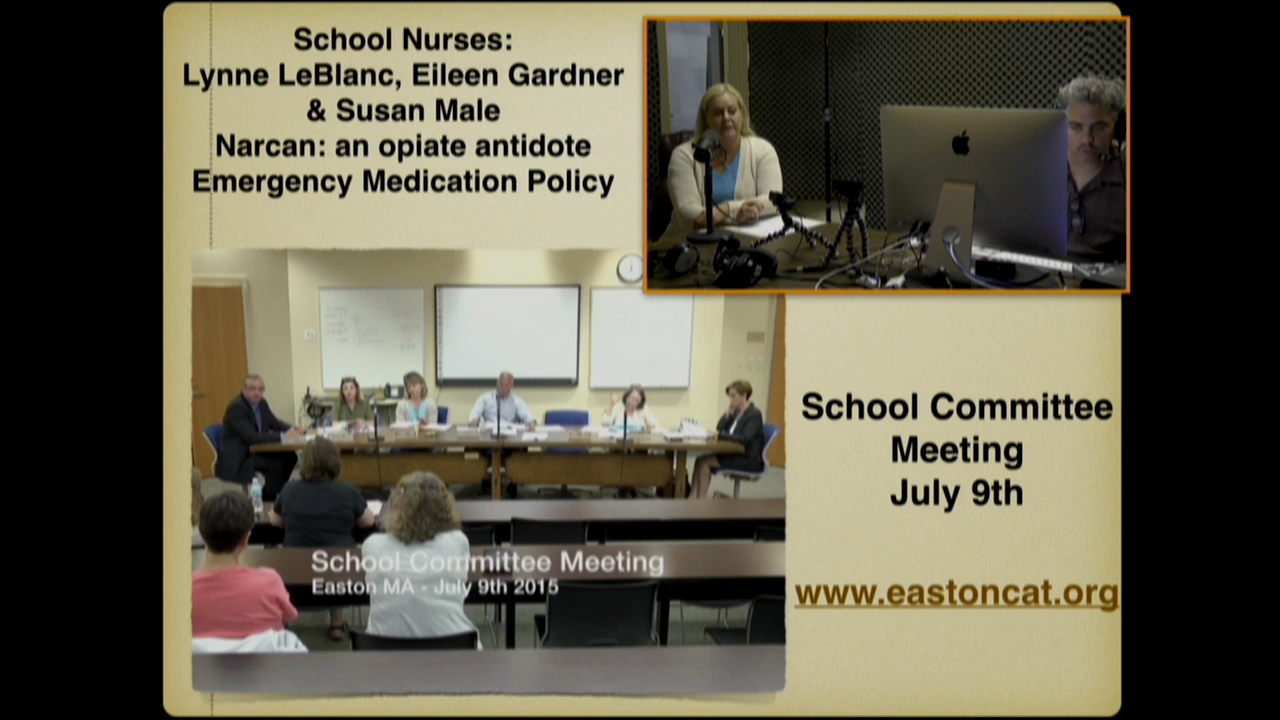 School Nurses:
Lynne LeBlanc, Eileen Gardner
& Susan Male
Narcan: an opiate antidote
Emergency Medication Policy
School Committee
Meeting
July 9th
School Committee Meeting
Easton MA - July 9th 2015
www.eastoncat.org